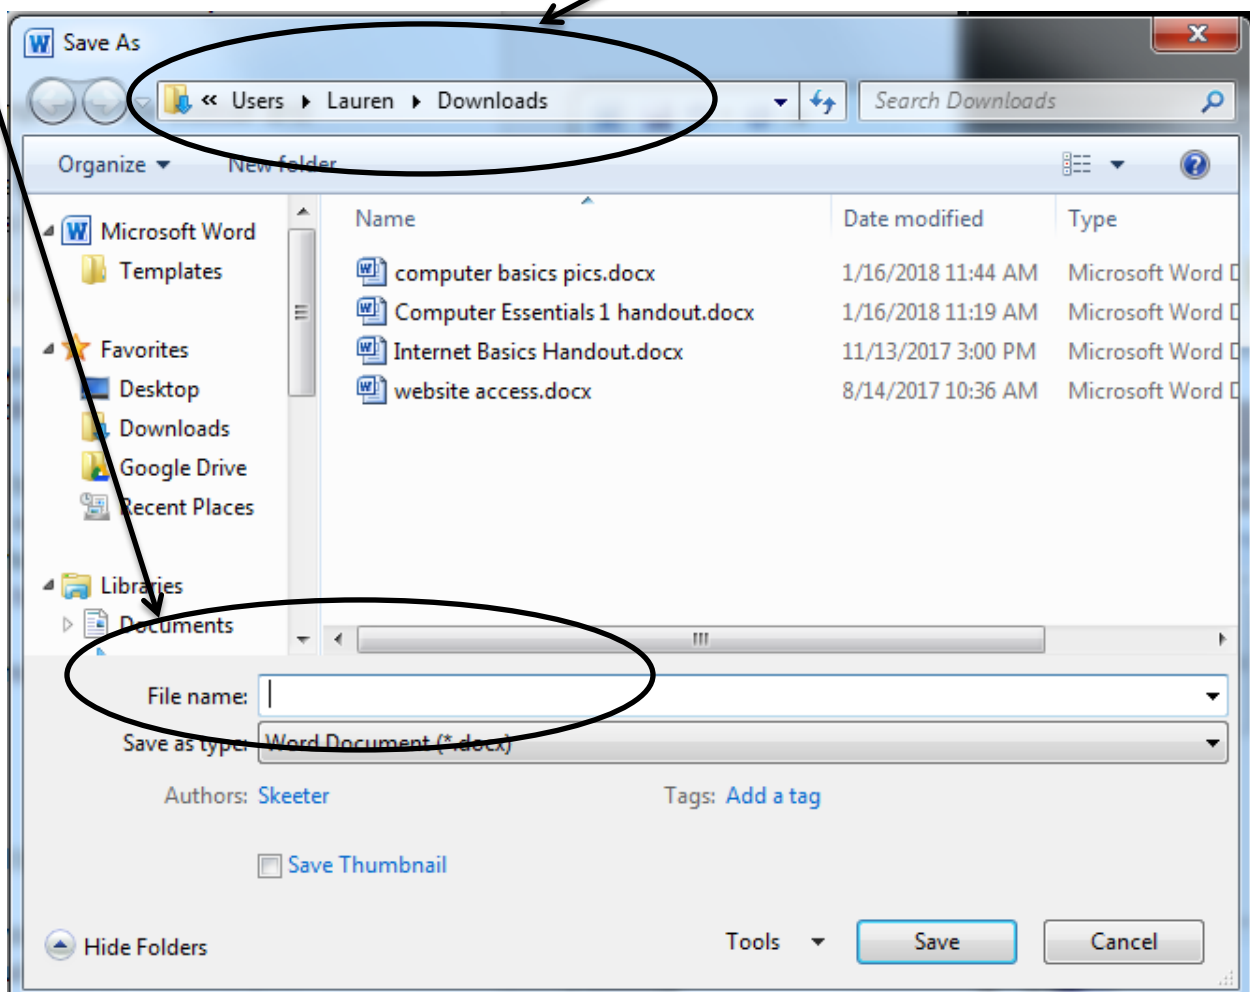 Save As
« Users ▸ Lauren ▸ Downloads
Search Downloads
Organize
New folder
Microsoft Word
Templates
Favorites
Desktop
Downloads
Google Drive
Recent Places
Libraries
Documents
Name Date modified Type
computer basics pics.docx 1/16/2018 11:44 AM Microsoft Word D
Computer Essentials 1 handout.docx 1/16/2018 11:19 AM Microsoft Word D
Internet Basics Handout.docx 11/13/2017 3:00 PM Microsoft Word D
website access.docx 8/14/2017 10:36 AM Microsoft Word D
File name:
Save as type: Word Document (*.docx)
Authors: Skeeter Tags: Add a tag
Save Thumbnail
Hide Folders Tools Save Cancel